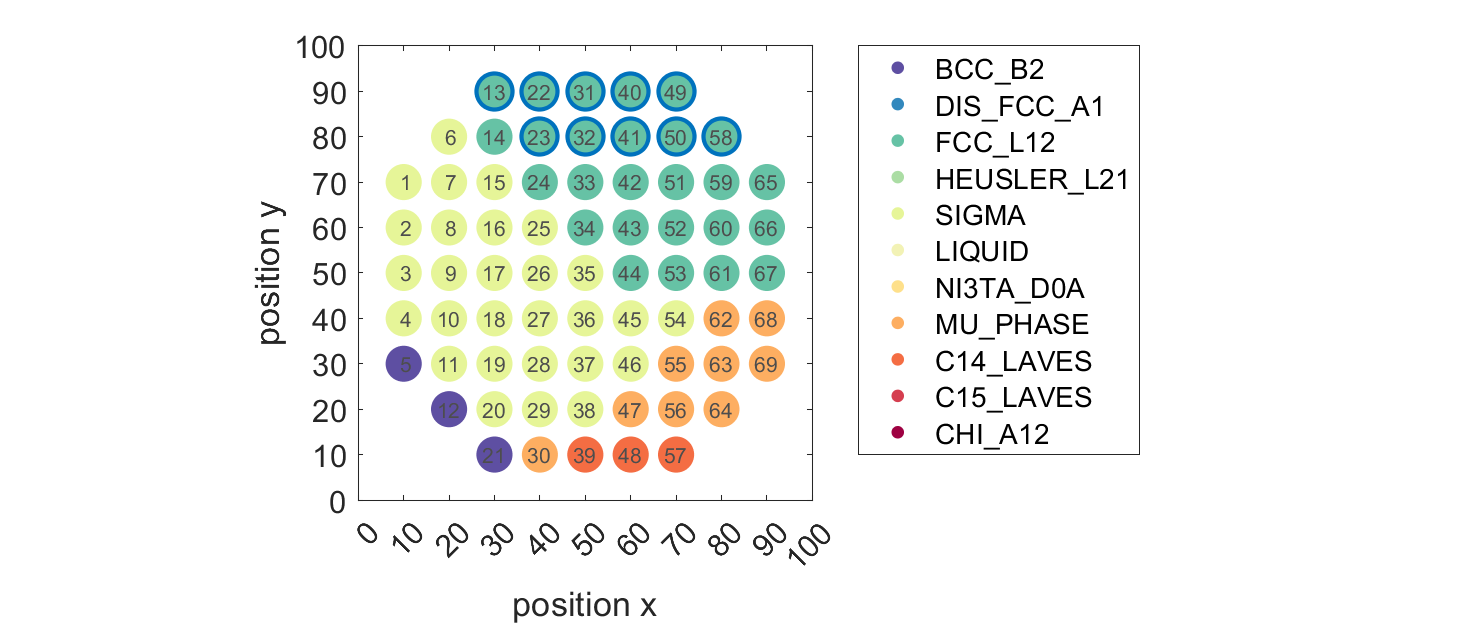 100
90
80
70
60
50
40
30
20
10
0
position y
13 22 31 40 49
6 14 23 32 41 50 58
1 7 15 24 33 42 51 59 65
2 8 16 25 34 43 52 60 66
3 9 17 26 35 44 53 61 67
4 10 18 27 36 45 54 62 68
5 11 19 28 37 46 55 63 69
12 20 29 38 47 56 64
21 30 39 48 57
0 10 20 30 40 50 60 70 80 90 100
position x
BCC_B2
DIS_FCC_A1
FCC_L12
HEUSLER_L21
SIGMA
LIQUID
NI3TA_D0A
MU_PHASE
C14_LAVES
C15_LAVES
CHI_A12